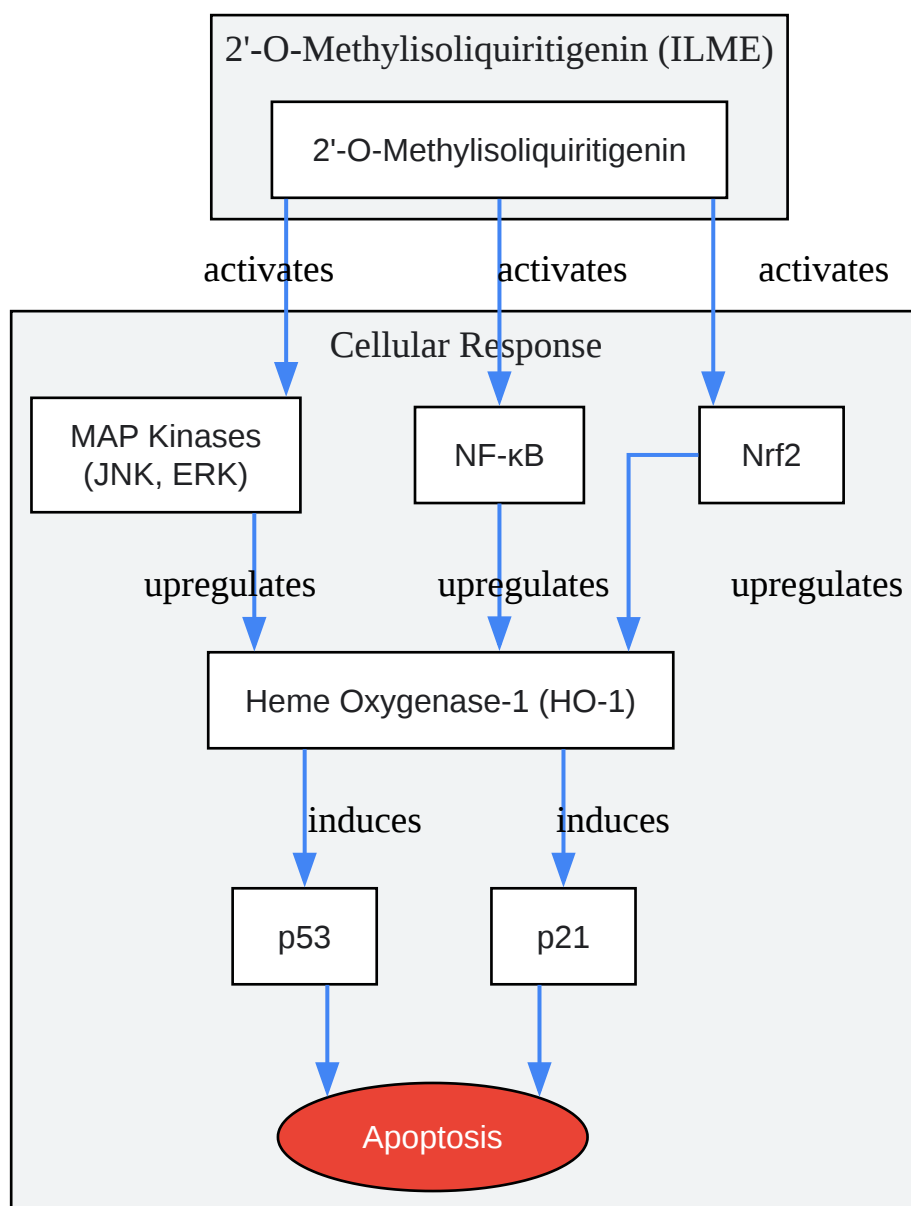 2'-O-Methylisoliquiritigenin (ILME)
2'-O-Methylisoliquiritigenin
activates
activates
activates
Cellular Response
MAP Kinases
(JNK, ERK)
NF-κB
Nrf2
upregulates
upregulates
upregulates
Heme Oxygenase-1 (HO-1)
induces
induces
p53
p21
Apoptosis